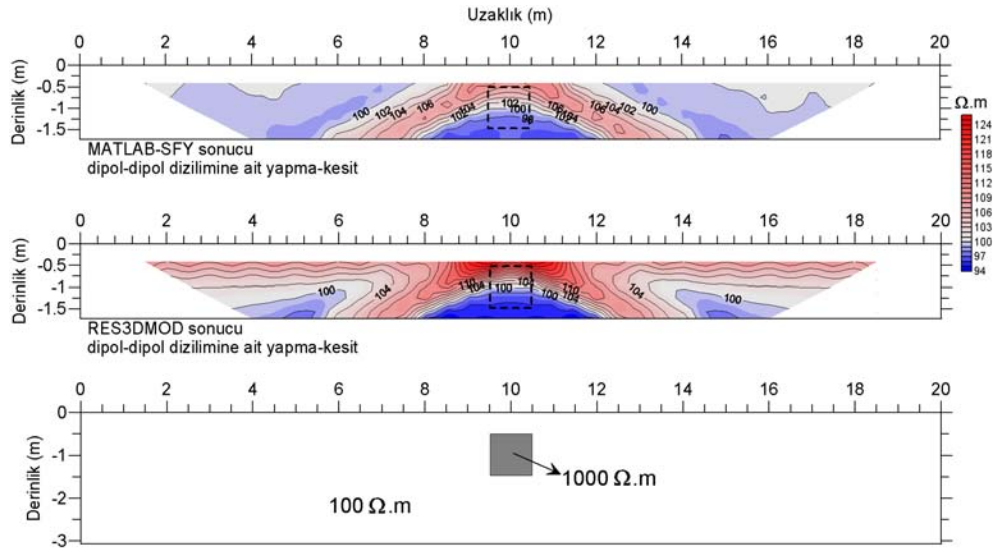 Uzaklık (m)
0 2 4 6 8 10 12 14 16 18 20
Derinlik (m)
0
-0.5
-1
-1.5
100 102 104 106 104 102 102 100 98 106 102 94 106 104 102 100
MATLAB-SFY sonucu
dipol-dipol dizilimine ait yapma-kesit
Ω.m
124
121
118
115
112
109
106
103
100
97
94
0 2 4 6 8 10 12 14 16 18 20
Derinlik (m)
0
-0.5
-1
-1.5
100 104 110 104 100 104 100 110 104 104 100
RES3DMOD sonucu
dipol-dipol dizilimine ait yapma-kesit
0 2 4 6 8 10 12 14 16 18 20
Derinlik (m)
0
-1
-2
-3
1000 Ω.m
100 Ω.m